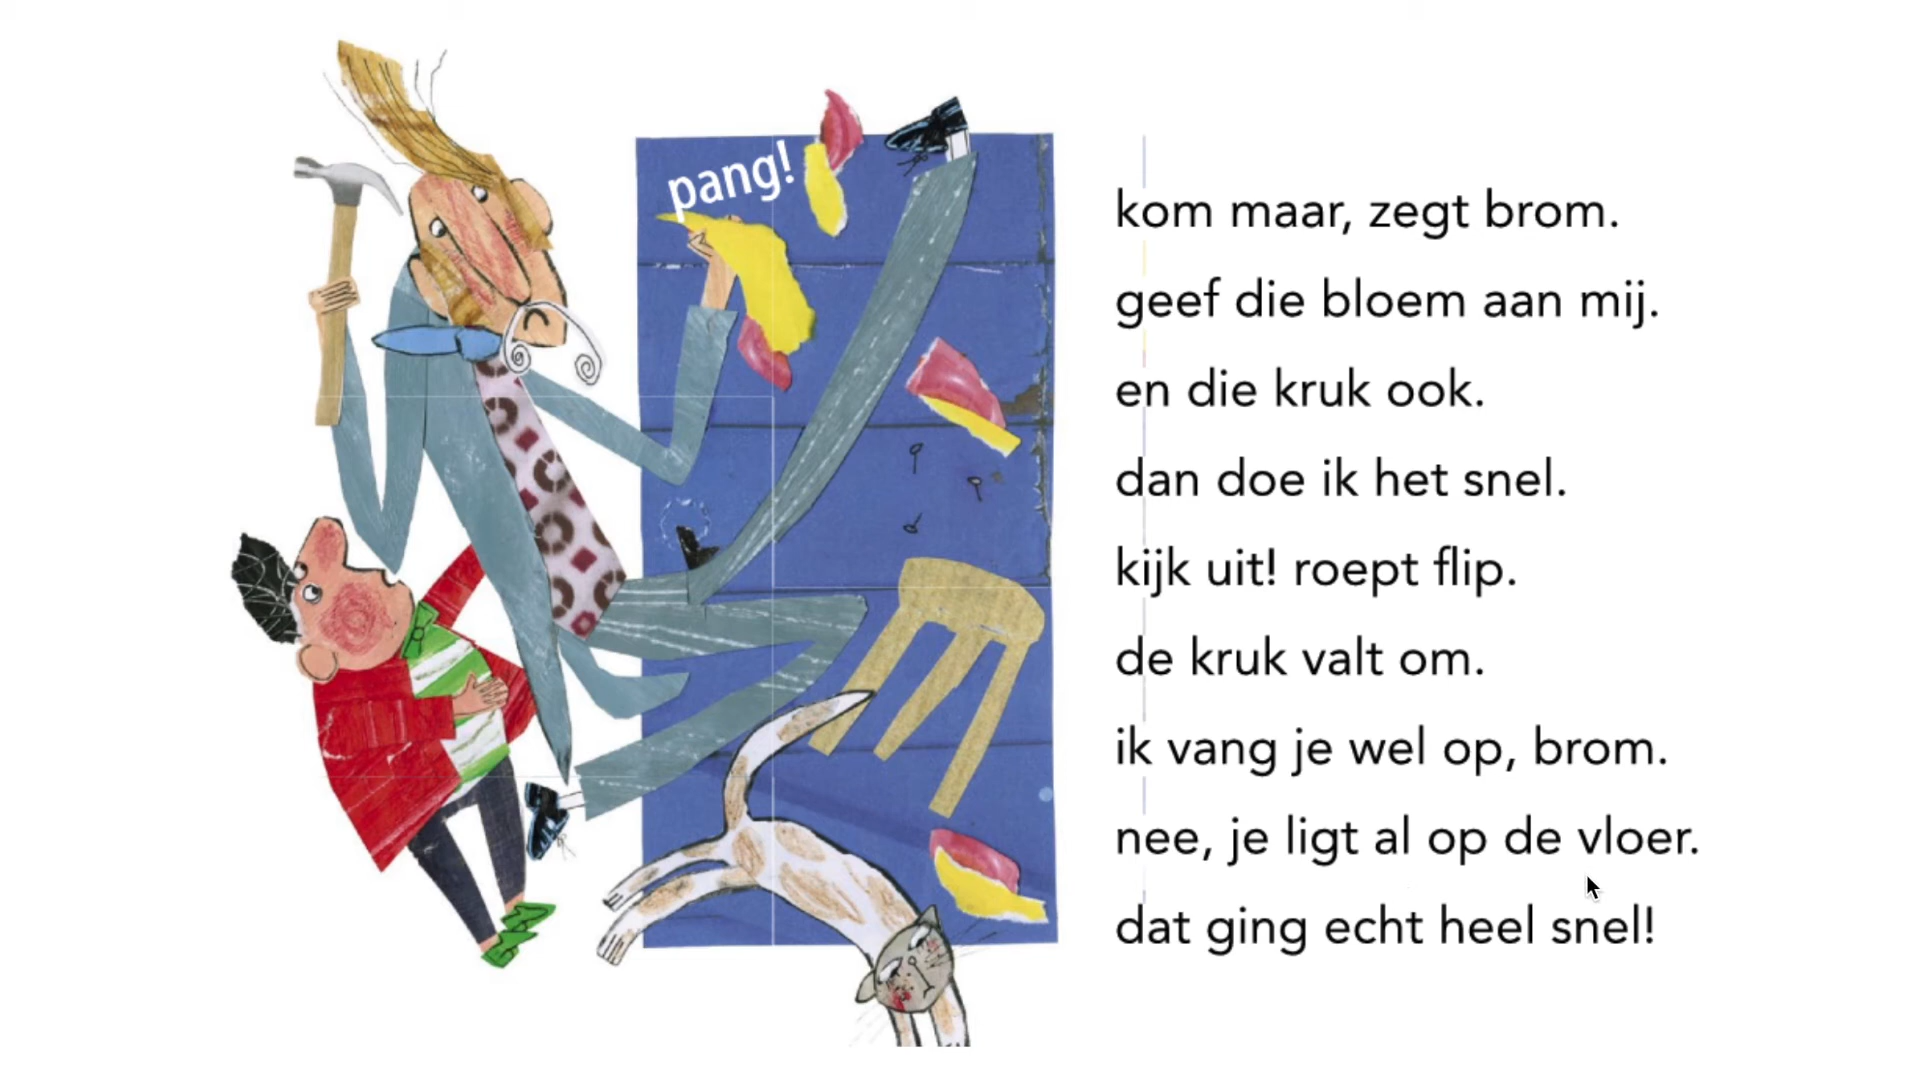 pang!
kom maar, zegt brom.
geef die bloem aan mij.
en die kruk ook.
dan doe ik het snel.
kijk uit! roept flip.
de kruk valt om.
ik vang je wel op, brom.
nee, je ligt al op de vloer.
dat ging echt heel snel!